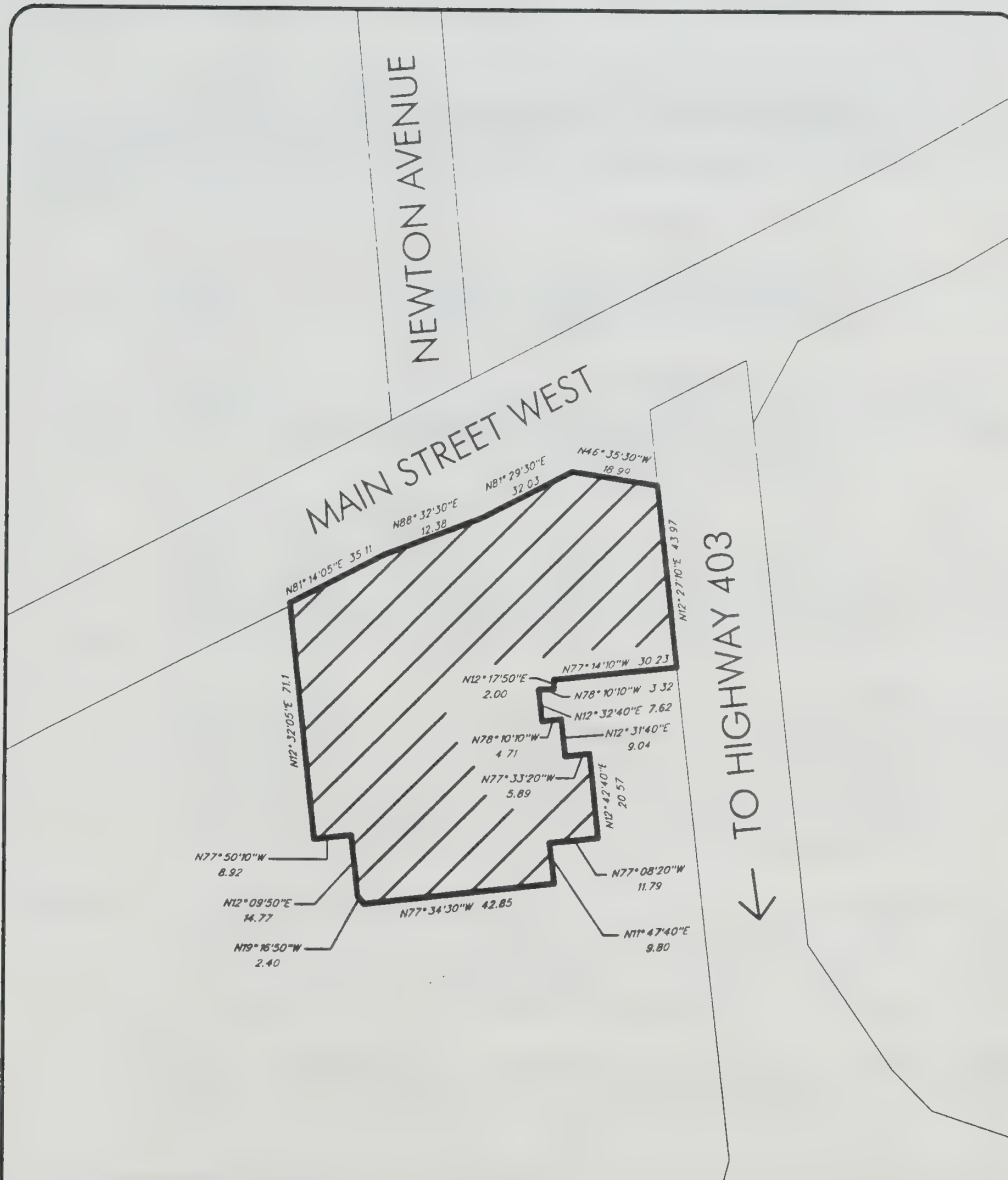 NEWTON AVENUE
MAIN STREET WEST
N46°35'30"W
18.99
N81°29'30"E
32.03
N88°32'30"E
12.38
N81°14'05"E 35.11
N12°27'10"E 43.97
TO HIGHWAY 403
N77°14'10"W 30.23
N12°17'50"E
2.00
N78°10'10"W 3.32
N12°32'40"E 7.62
N12°32'05"E 71.1
N78°10'10"W
4.71
N12°31'40"E
9.04
N77°33'20"W
5.89
N12°42'40"E
20.57
N77°50'10"W
8.92
N77°08'20"W
11.79
N12°09'50"E
14.77
N77°34'30"W 42.85
N11°47'40"E
9.80
N19°16'50"W
2.40